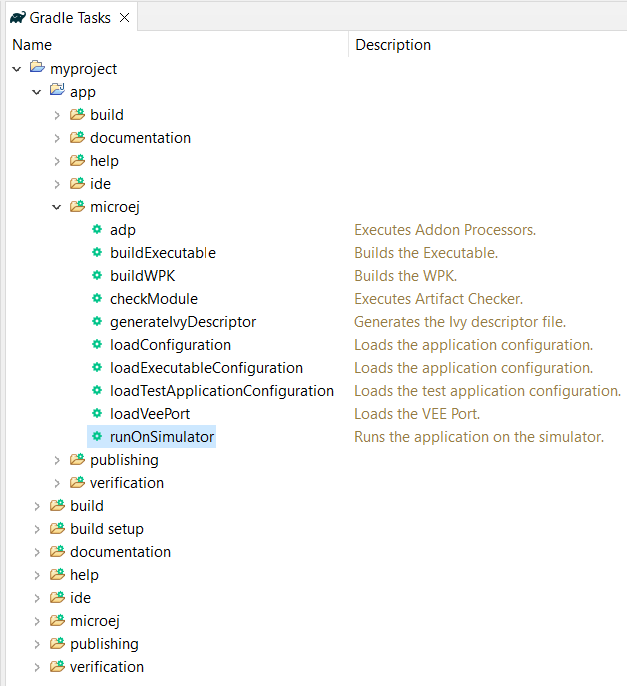 Gradle Tasks
Name Description
myproject
app
build
documentation
help
ide
microej
adp Executes Addon Processors.
buildExecutable Builds the Executable.
buildWPK Builds the WPK.
checkModule Executes Artifact Checker.
generateIvyDescriptor Generates the Ivy descriptor file.
loadConfiguration Loads the application configuration.
loadExecutableConfiguration Loads the application configuration.
loadTestApplicationConfiguration Loads the test application configuration.
loadVeePort Loads the VEE Port.
runOnSimulator Runs the application on the simulator.
publishing
verification
build
build setup
documentation
help
ide
microej
publishing
verification